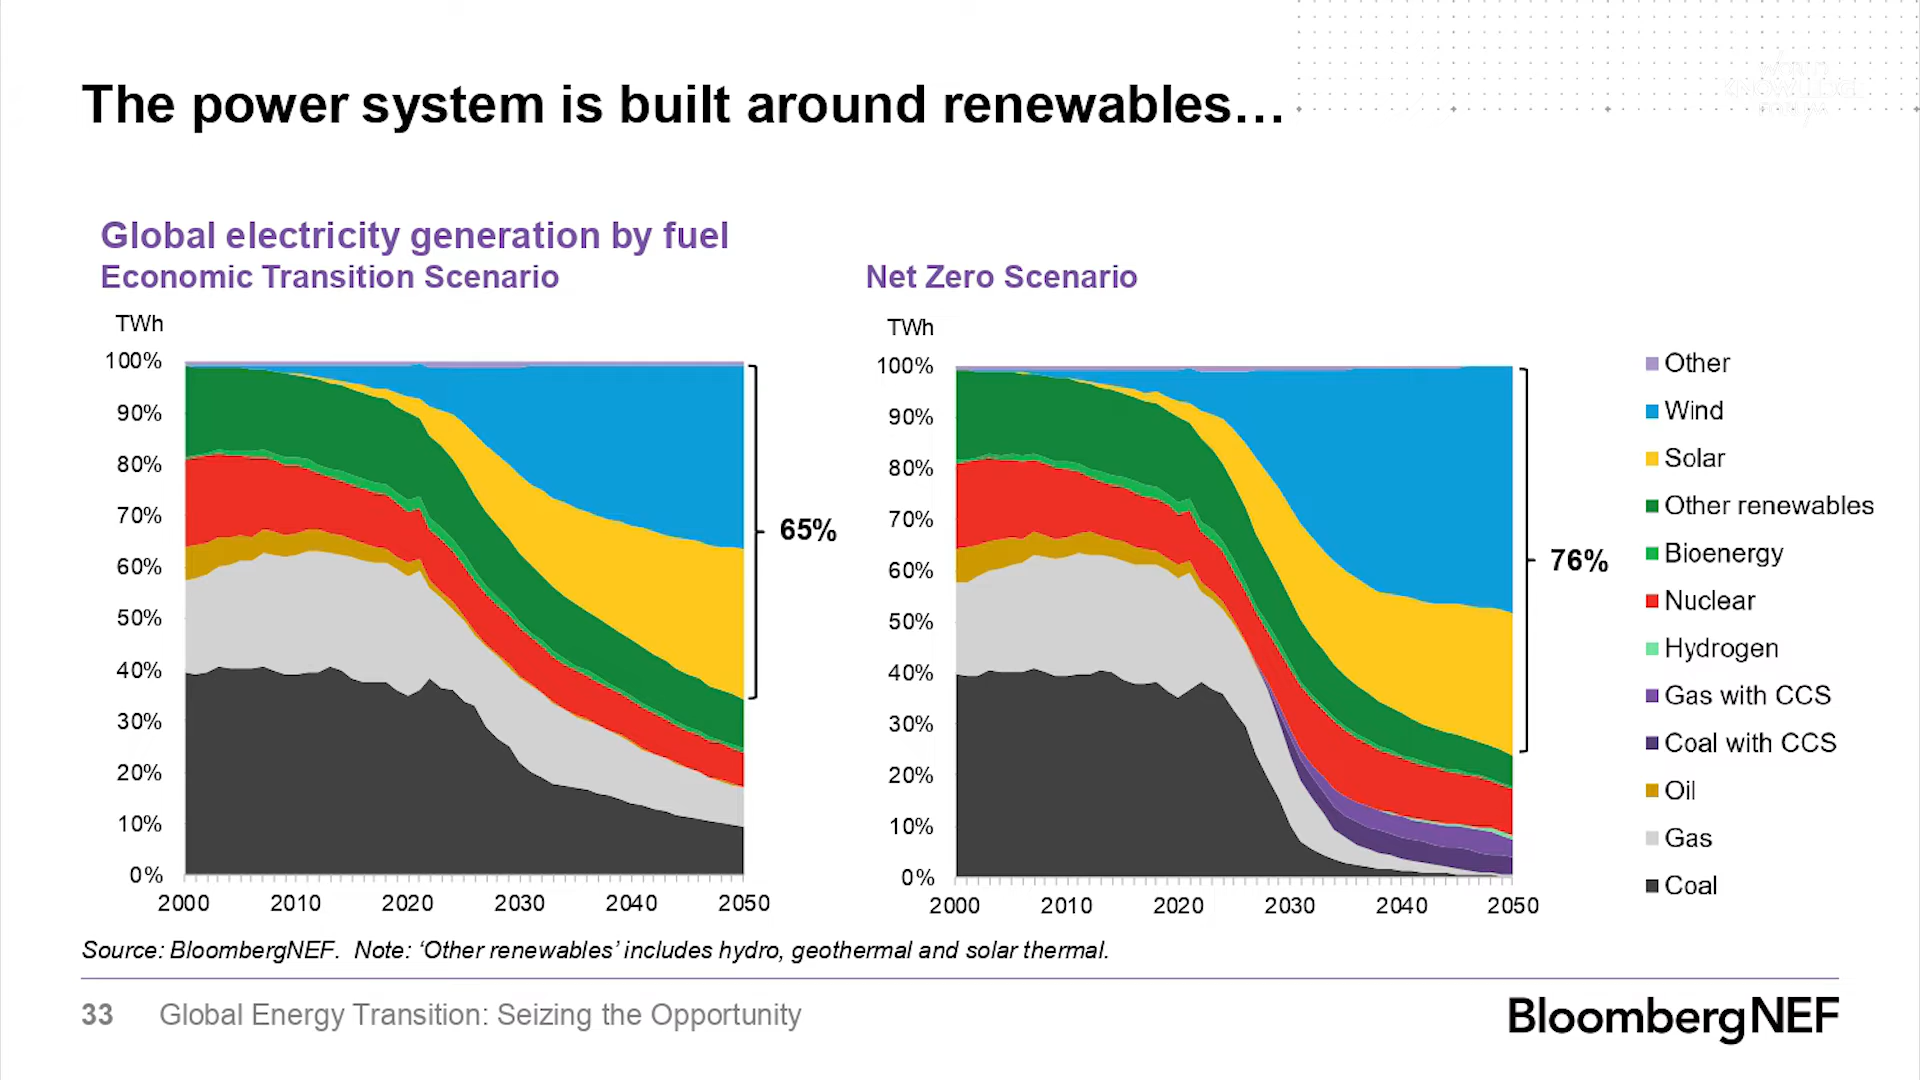 The power system is built around renewables…
Global electricity generation by fuel
Economic Transition Scenario
Net Zero Scenario
TWh
100%
90%
80%
70%
60%
50%
40%
30%
20%
10%
0%
2000 2010 2020 2030 2040 2050
65%
TWh
100%
90%
80%
70%
60%
50%
40%
30%
20%
10%
0%
2000 2010 2020 2030 2040 2050
76%
Other
Wind
Solar
Other renewables
Bioenergy
Nuclear
Hydrogen
Gas with CCS
Coal with CCS
Oil
Gas
Coal
Source: BloombergNEF. Note: ‘Other renewables’ includes hydro, geothermal and solar thermal.
33 Global Energy Transition: Seizing the Opportunity
BloombergNEF